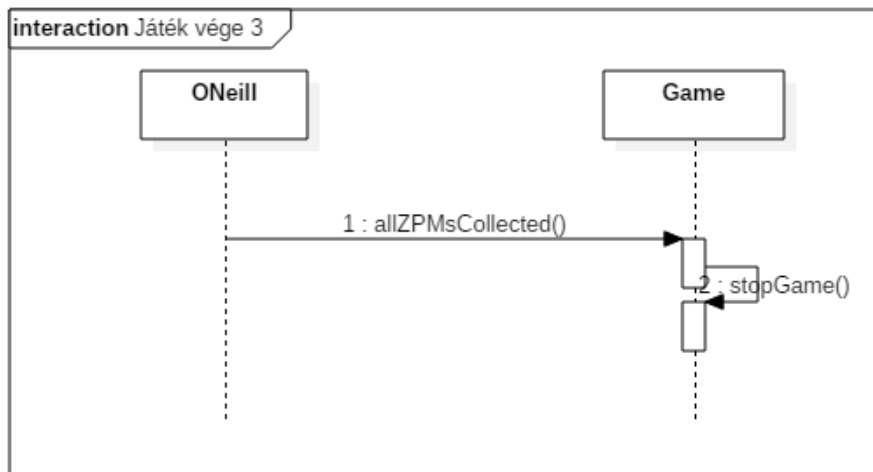 interaction Játék vége 3
ONeill
Game
1 : allZPMsCollected()
2 : stopGame()